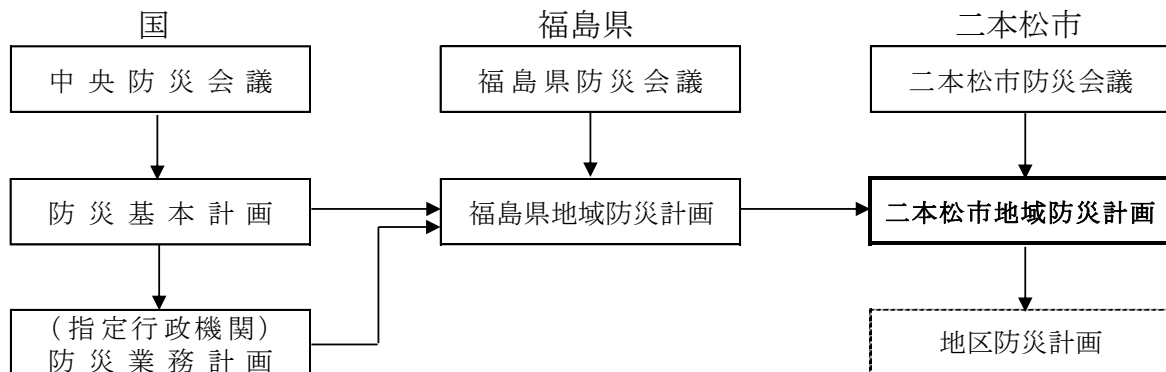 国
福島県
二本松市
中央防災会議
福島県防災会議
二本松市防災会議
防災基本計画
福島県地域防災計画
二本松市地域防災計画
(指定行政機関)
防災業務計画
地区防災計画